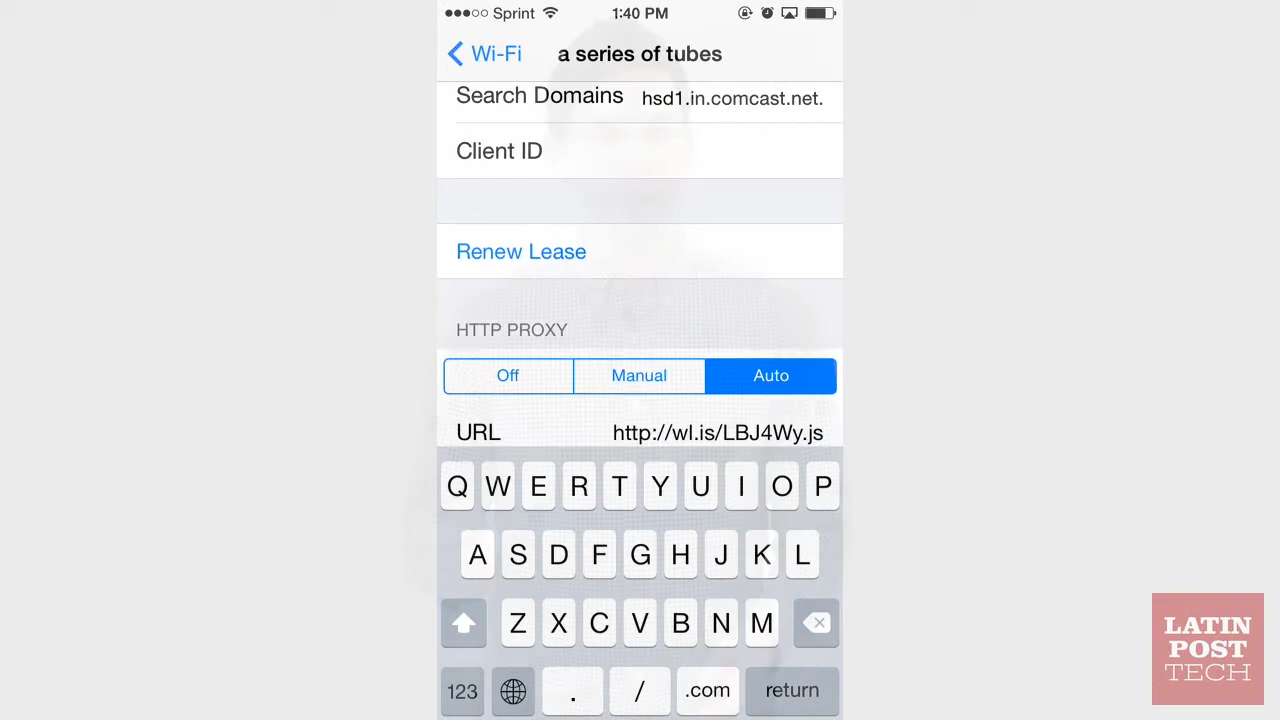 Sprint 1:40 PM
Wi-Fi a series of tubes
Search Domains hsd1.in.comcast.net.
Client ID
Renew Lease
HTTP PROXY
Off Manual Auto
URL http://wl.is/LBJ4Wy.js
Q W E R T Y U I O P
A S D F G H J K L
Z X C V B N M
123 . / .com return
LATIN
POST
TECH